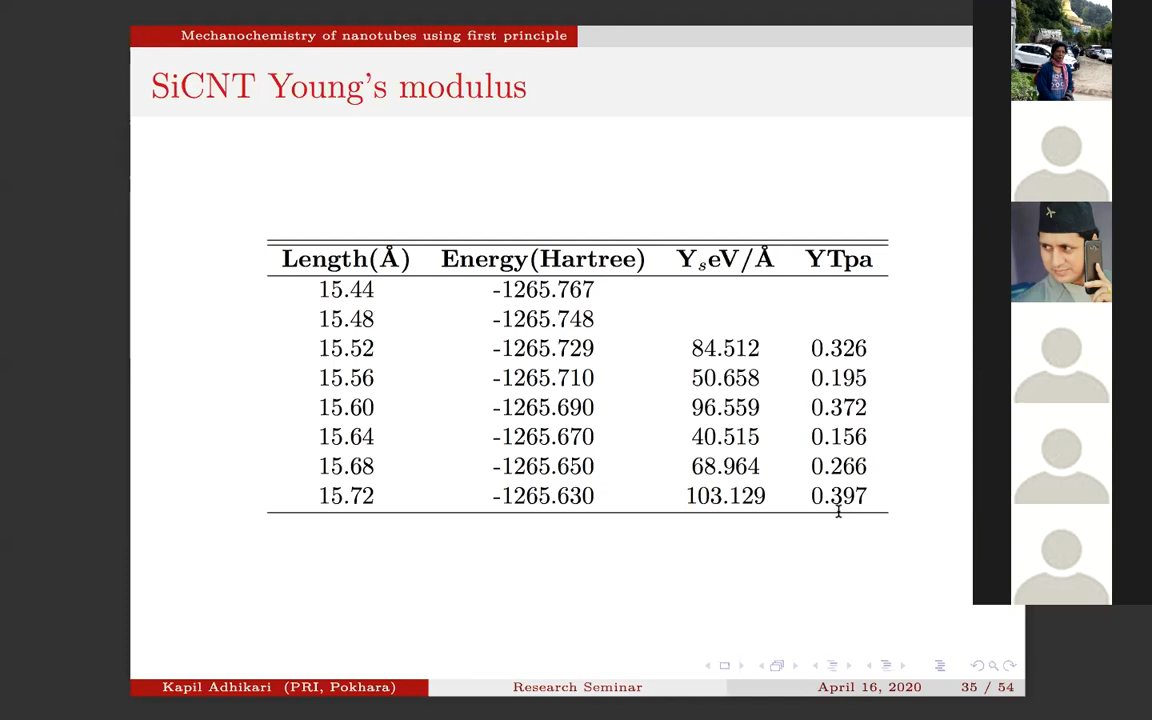 Mechanochemistry of nanotubes using first principle
SiCNT Young's modulus
Length(Å) Energy(Hartree) YₛeV/Å YTpa
15.44 -1265.767
15.48 -1265.748
15.52 -1265.729 84.512 0.326
15.56 -1265.710 50.658 0.195
15.60 -1265.690 96.559 0.372
15.64 -1265.670 40.515 0.156
15.68 -1265.650 68.964 0.266
15.72 -1265.630 103.129 0.397
Kapil Adhikari (PRI, Pokhara) Research Seminar April 16, 2020 35 / 54